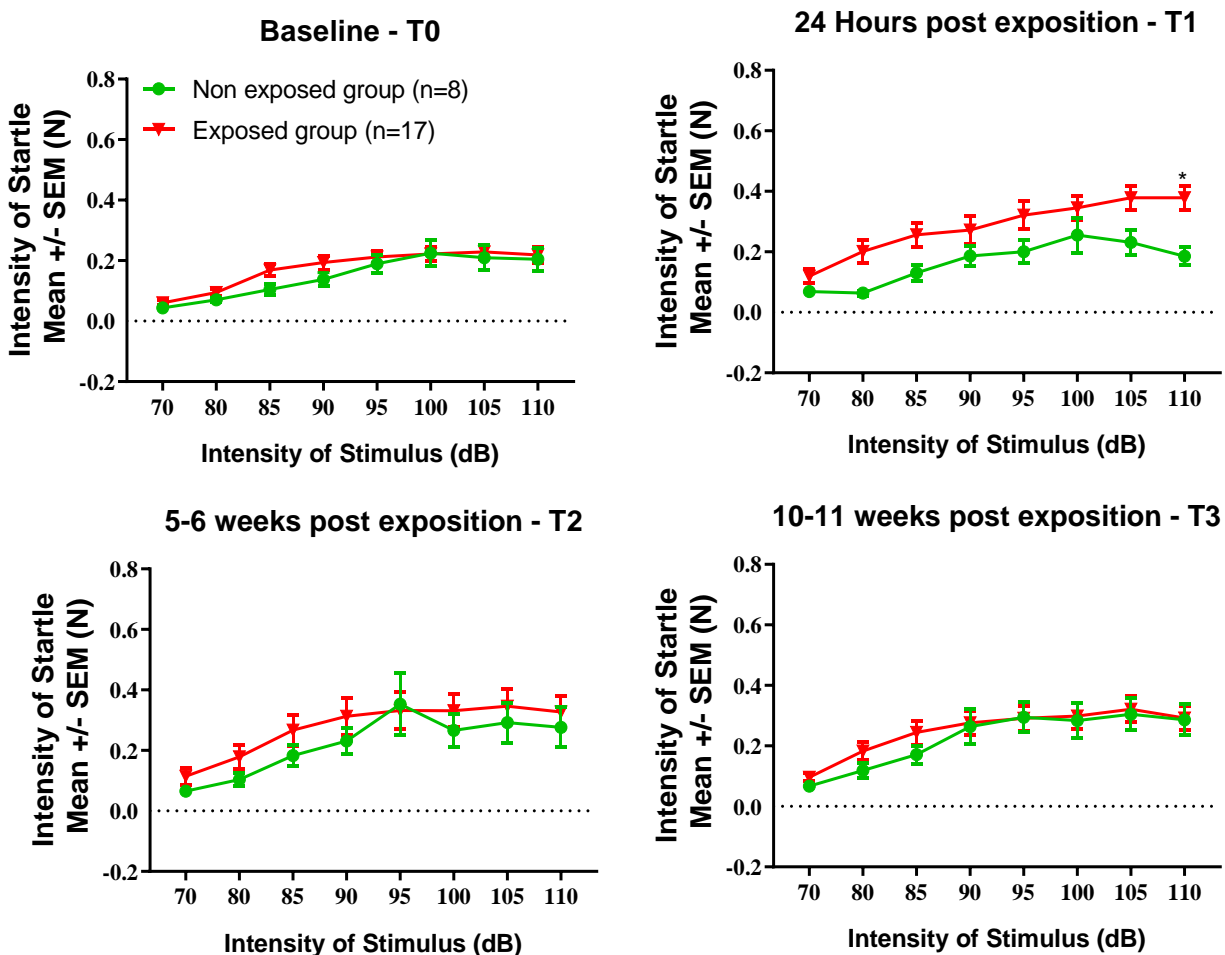 Baseline - T0
Non exposed group (n=8)
Exposed group (n=17)
Intensity of Startle
Mean +/- SEM (N)
0.8
0.6
0.4
0.2
0.0
-0.2
70 80 85 90 95 100 105 110
Intensity of Stimulus (dB)
24 Hours post exposition - T1
Intensity of Startle
Mean +/- SEM (N)
0.8
0.6
0.4
0.2
0.0
-0.2
*
70 80 85 90 95 100 105 110
Intensity of Stimulus (dB)
5-6 weeks post exposition - T2
Intensity of Startle
Mean +/- SEM (N)
0.8
0.6
0.4
0.2
0.0
-0.2
70 80 85 90 95 100 105 110
Intensity of Stimulus (dB)
10-11 weeks post exposition - T3
Intensity of Startle
Mean +/- SEM (N)
0.8
0.6
0.4
0.2
0.0
-0.2
70 80 85 90 95 100 105 110
Intensity of Stimulus (dB)